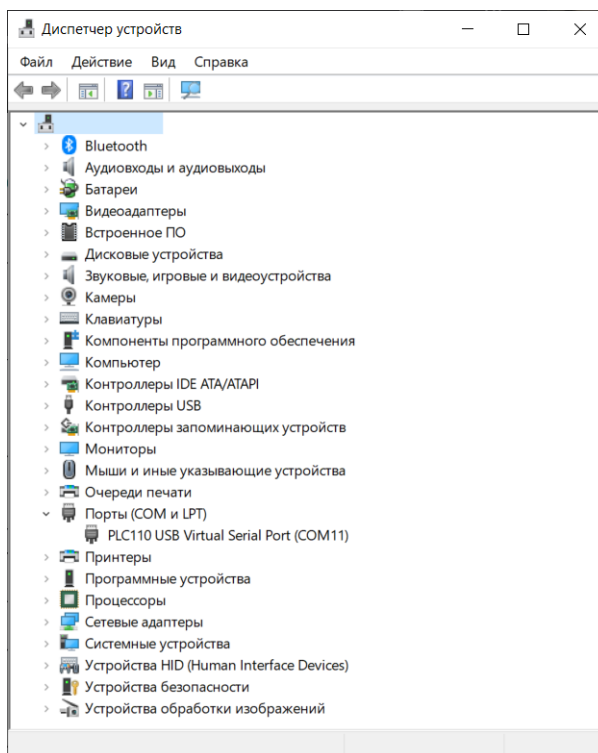 Диспетчер устройств
Файл Действие Вид Справка
Bluetooth
Аудиовходы и аудиовыходы
Батареи
Видеоадаптеры
Встроенное ПО
Дисковые устройства
Звуковые, игровые и видеоустройства
Камеры
Клавиатуры
Компоненты программного обеспечения
Компьютер
Контроллеры IDE ATA/ATAPI
Контроллеры USB
Контроллеры запоминающих устройств
Мониторы
Мыши и иные указывающие устройства
Очереди печати
Порты (COM и LPT)
PLC110 USB Virtual Serial Port (COM11)
Принтеры
Программные устройства
Процессоры
Сетевые адаптеры
Системные устройства
Устройства HID (Human Interface Devices)
Устройства безопасности
Устройства обработки изображений